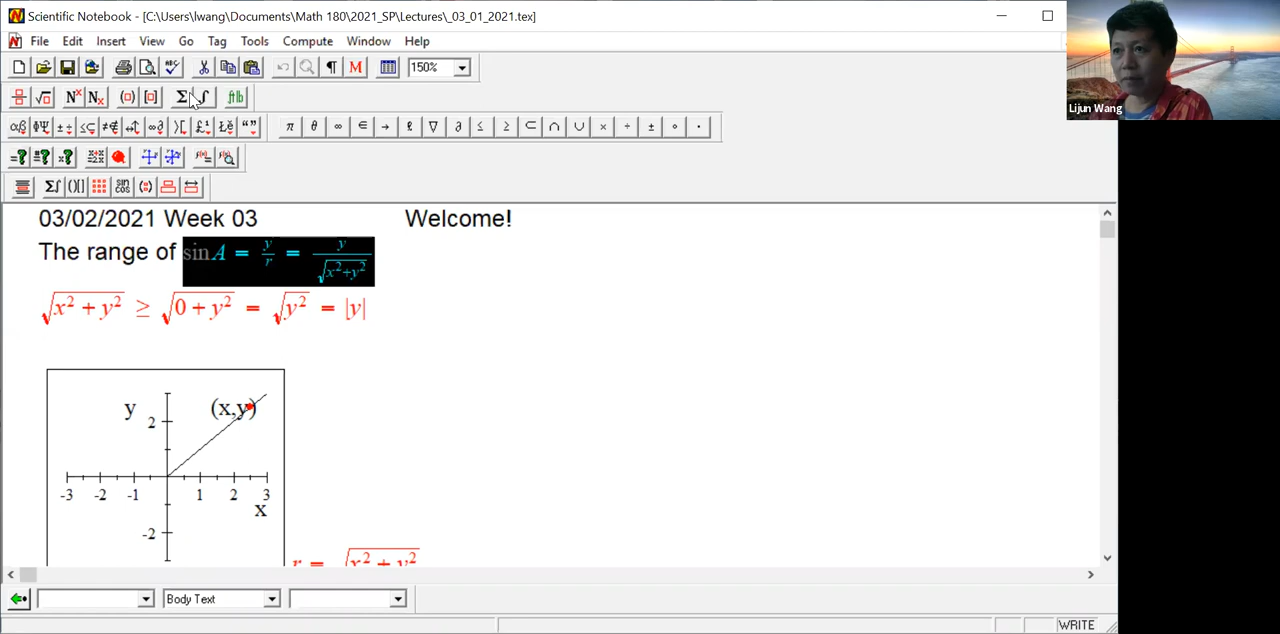 Scientific Notebook - [C:\Users\lwang\Documents\Math 180\2021_SP\Lectures\_03_01_2021.tex]
File Edit Insert View Go Tag Tools Compute Window Help
150%
π θ ∞ ∈ → ℓ ∇ ∂ ≤ ≥ ⊂ ∩ ∪ × ÷ ± ∘ ·
sin cos
Lijun Wang
03/02/2021 Week 03 Welcome!
The range of sin A = y/r = y/√(x²+y²)
√(x² + y²) ≥ √(0 + y²) = √(y²) = |y|
y (x,y)
2
-3 -2 -1 1 2 3
x
-2
r = √(x² + y²)
Body Text
WRITE